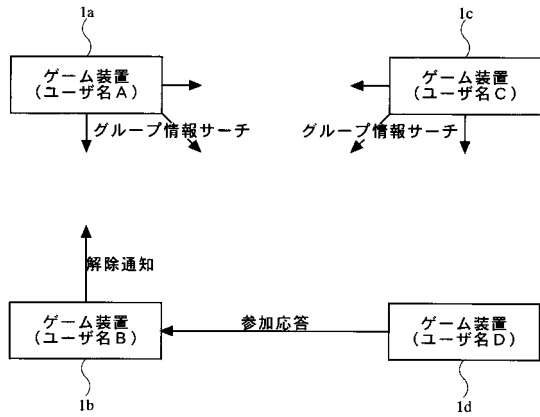 1a
1c
ゲーム装置
(ユーザ名A)
ゲーム装置
(ユーザ名C)
グループ情報サーチ
グループ情報サーチ
解除通知
ゲーム装置
(ユーザ名B)
参加応答
ゲーム装置
(ユーザ名D)
1b
1d